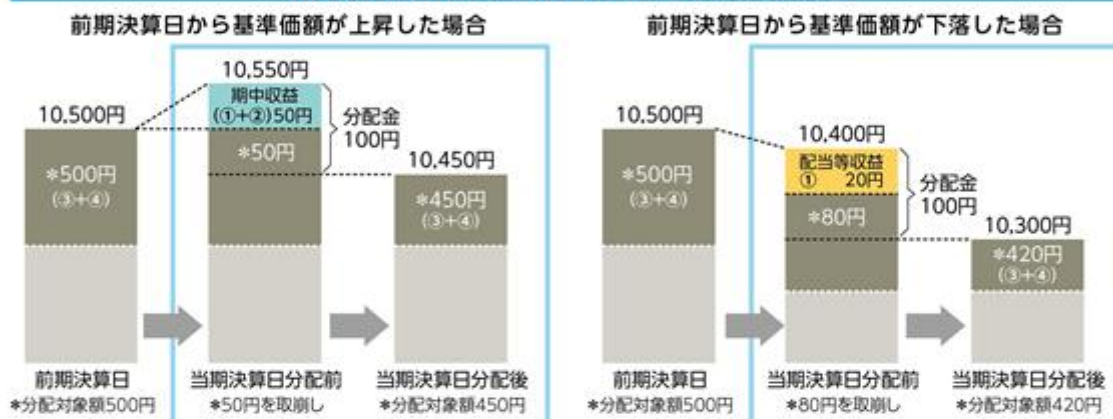 前期決算日から基準価額が上昇した場合
10,550円
期中収益
(①+②)50円
10,500円
分配金
100円
*50円
10,450円
*500円
(③+④)
*450円
(③+④)
前期決算日
*分配対象額500円
当期決算日分配前
*50円を取崩し
当期決算日分配後
*分配対象額450円
前期決算日から基準価額が下落した場合
10,500円
10,400円
配当等収益
① 20円
分配金
100円
*500円
(③+④)
*80円
10,300円
*420円
(③+④)
前期決算日
*分配対象額500円
当期決算日分配前
*80円を取崩し
当期決算日分配後
*分配対象額420円